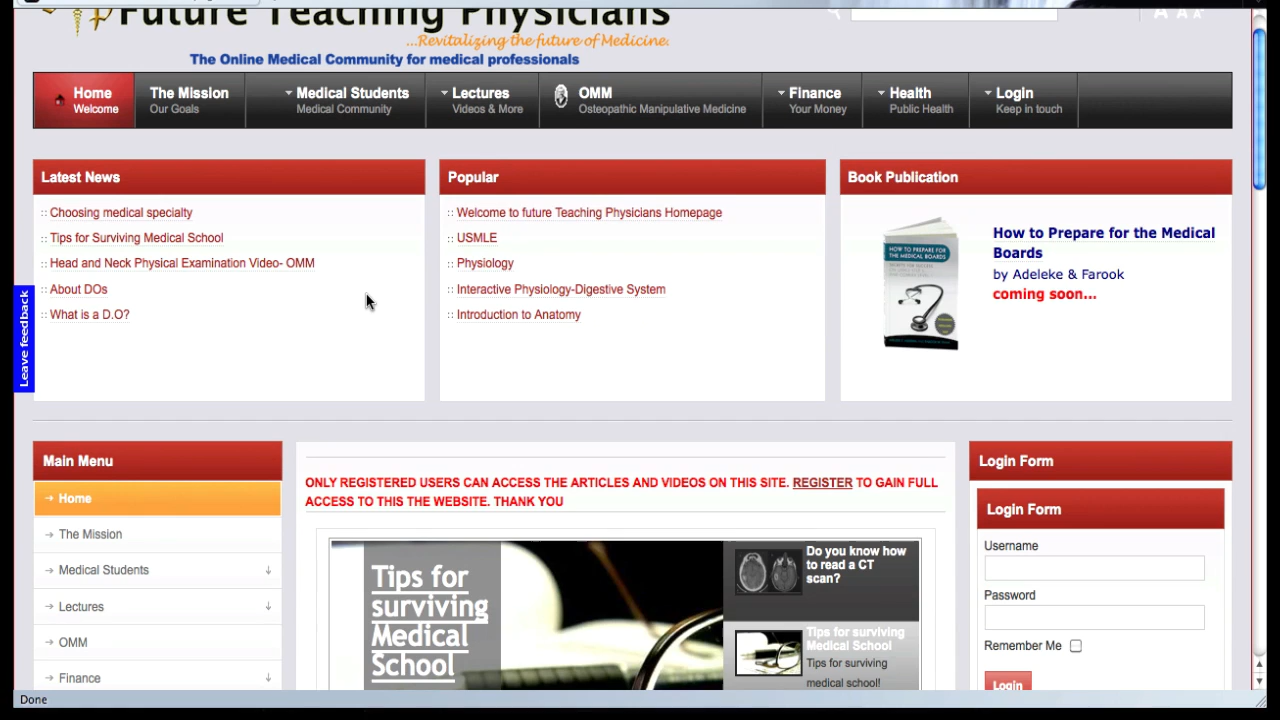 Future Teaching Physicians
...Revitalizing the future of Medicine.
The Online Medical Community for medical professionals
A A A
Home
Welcome
The Mission
Our Goals
Medical Students
Medical Community
Lectures
Videos & More
OMM
Osteopathic Manipulative Medicine
Finance
Your Money
Health
Public Health
Login
Keep in touch
Latest News
:: Choosing medical specialty
:: Tips for Surviving Medical School
:: Head and Neck Physical Examination Video- OMM
:: About DOs
:: What is a D.O?
Popular
:: Welcome to future Teaching Physicians Homepage
:: USMLE
:: Physiology
:: Interactive Physiology-Digestive System
:: Introduction to Anatomy
Book Publication
HOW TO PREPARE FOR
THE MEDICAL BOARDS
How to Prepare for the Medical
Boards
by Adeleke & Farook
coming soon...
Leave feedback
Main Menu
Home
The Mission
Medical Students
Lectures
OMM
Finance
ONLY REGISTERED USERS CAN ACCESS THE ARTICLES AND VIDEOS ON THIS SITE. REGISTER TO GAIN FULL
ACCESS TO THIS THE WEBSITE. THANK YOU
Tips for
surviving
Medical
School
Do you know how
to read a CT
scan?
Tips for surviving
Medical School
Tips for surviving
medical school!
Login Form
Login Form
Username
Password
Remember Me
Login
Done